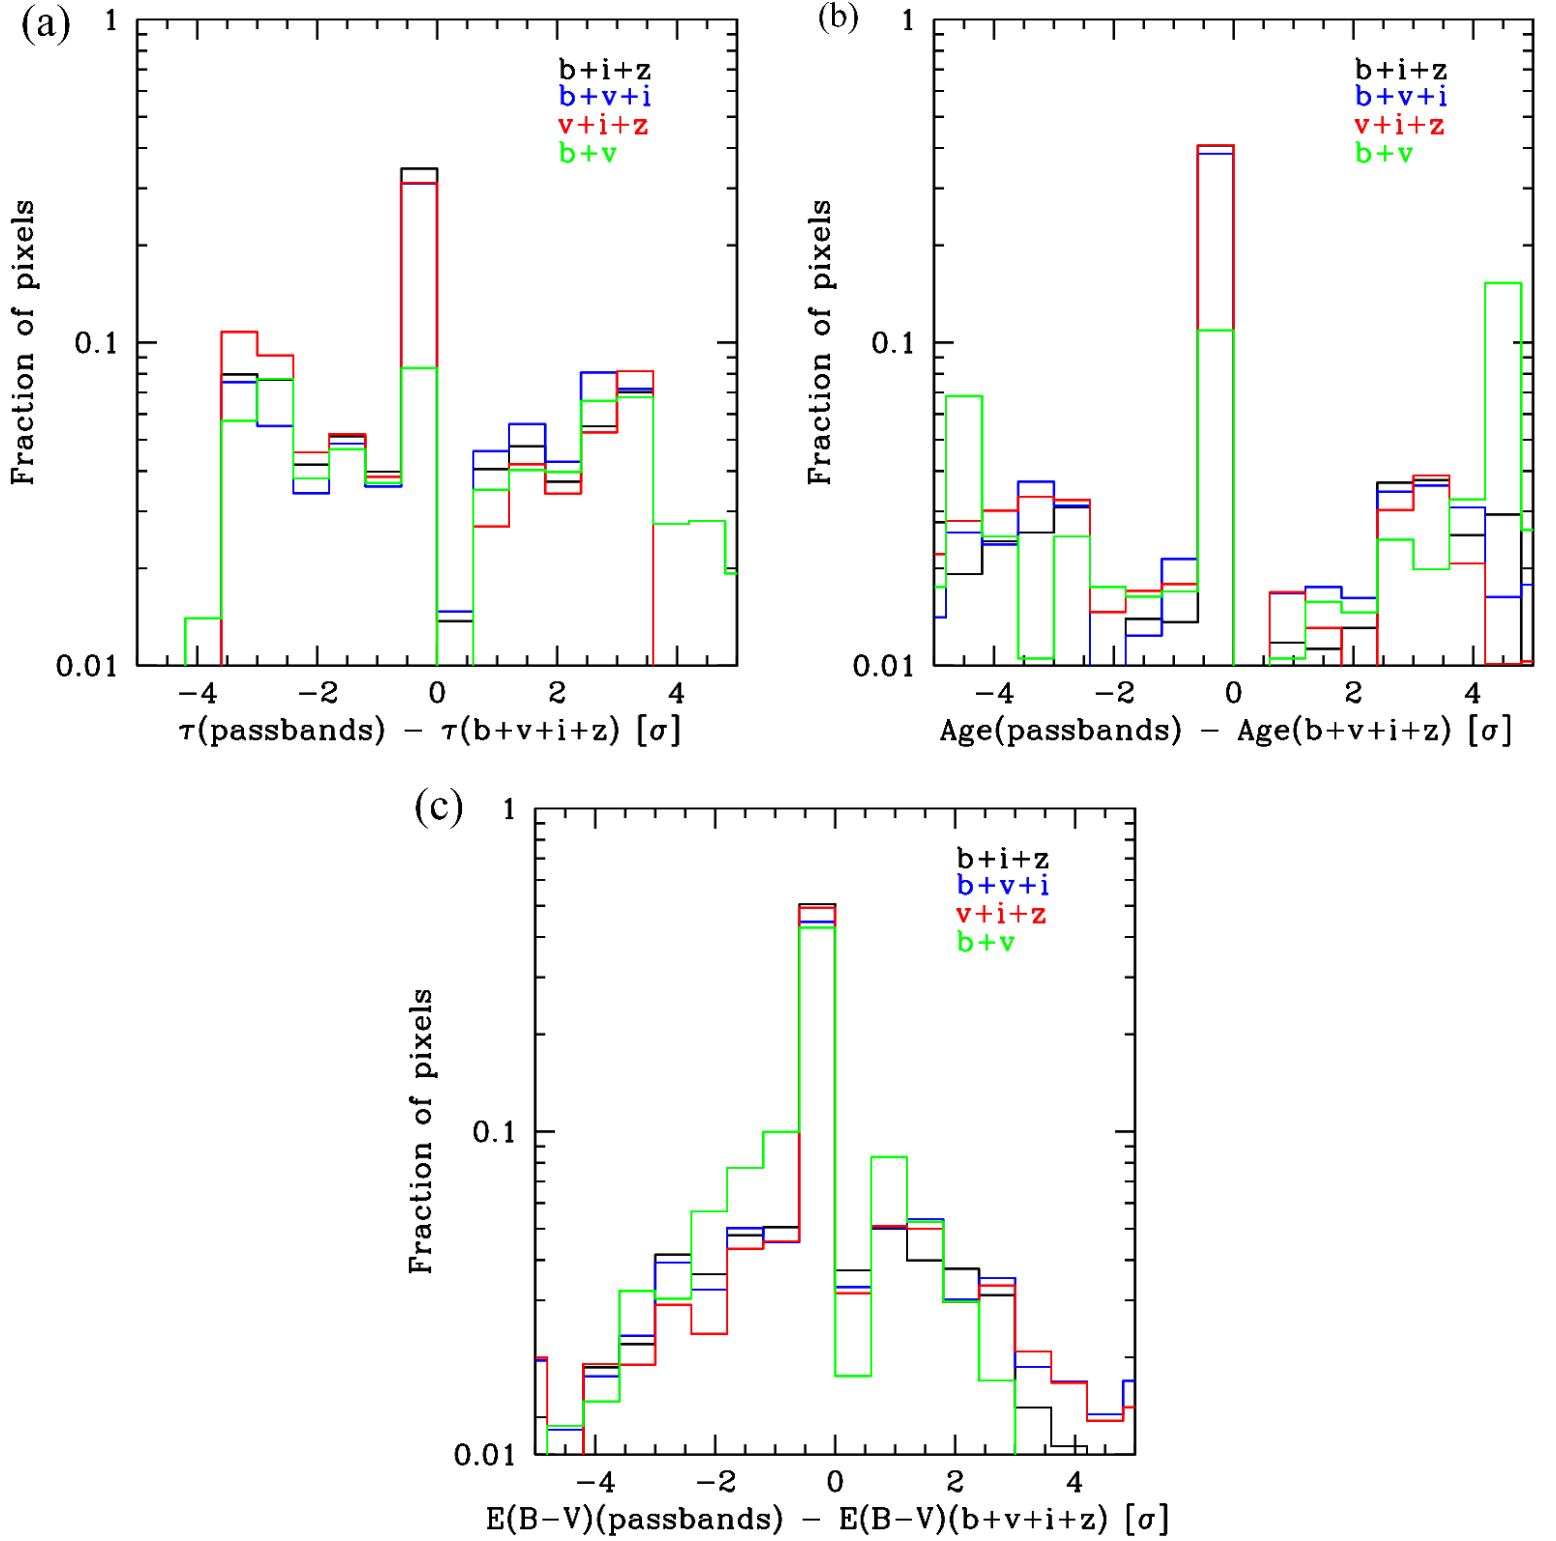 (a)
1
0.1
0.01
Fraction of pixels
b+i+z
b+v+i
v+i+z
b+v
−4 −2 0 2 4
τ(passbands) − τ(b+v+i+z) [σ]
(b)
1
0.1
0.01
Fraction of pixels
b+i+z
b+v+i
v+i+z
b+v
−4 −2 0 2 4
Age(passbands) − Age(b+v+i+z) [σ]
(c)
1
0.1
0.01
Fraction of pixels
b+i+z
b+v+i
v+i+z
b+v
−4 −2 0 2 4
E(B−V)(passbands) − E(B−V)(b+v+i+z) [σ]